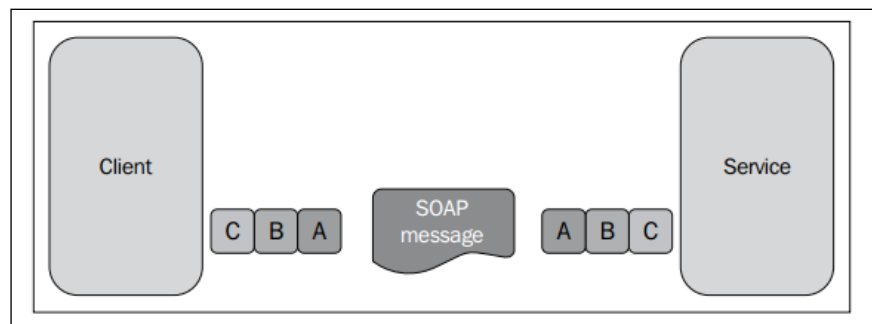 Client
C B A
SOAP
message
A B C
Service